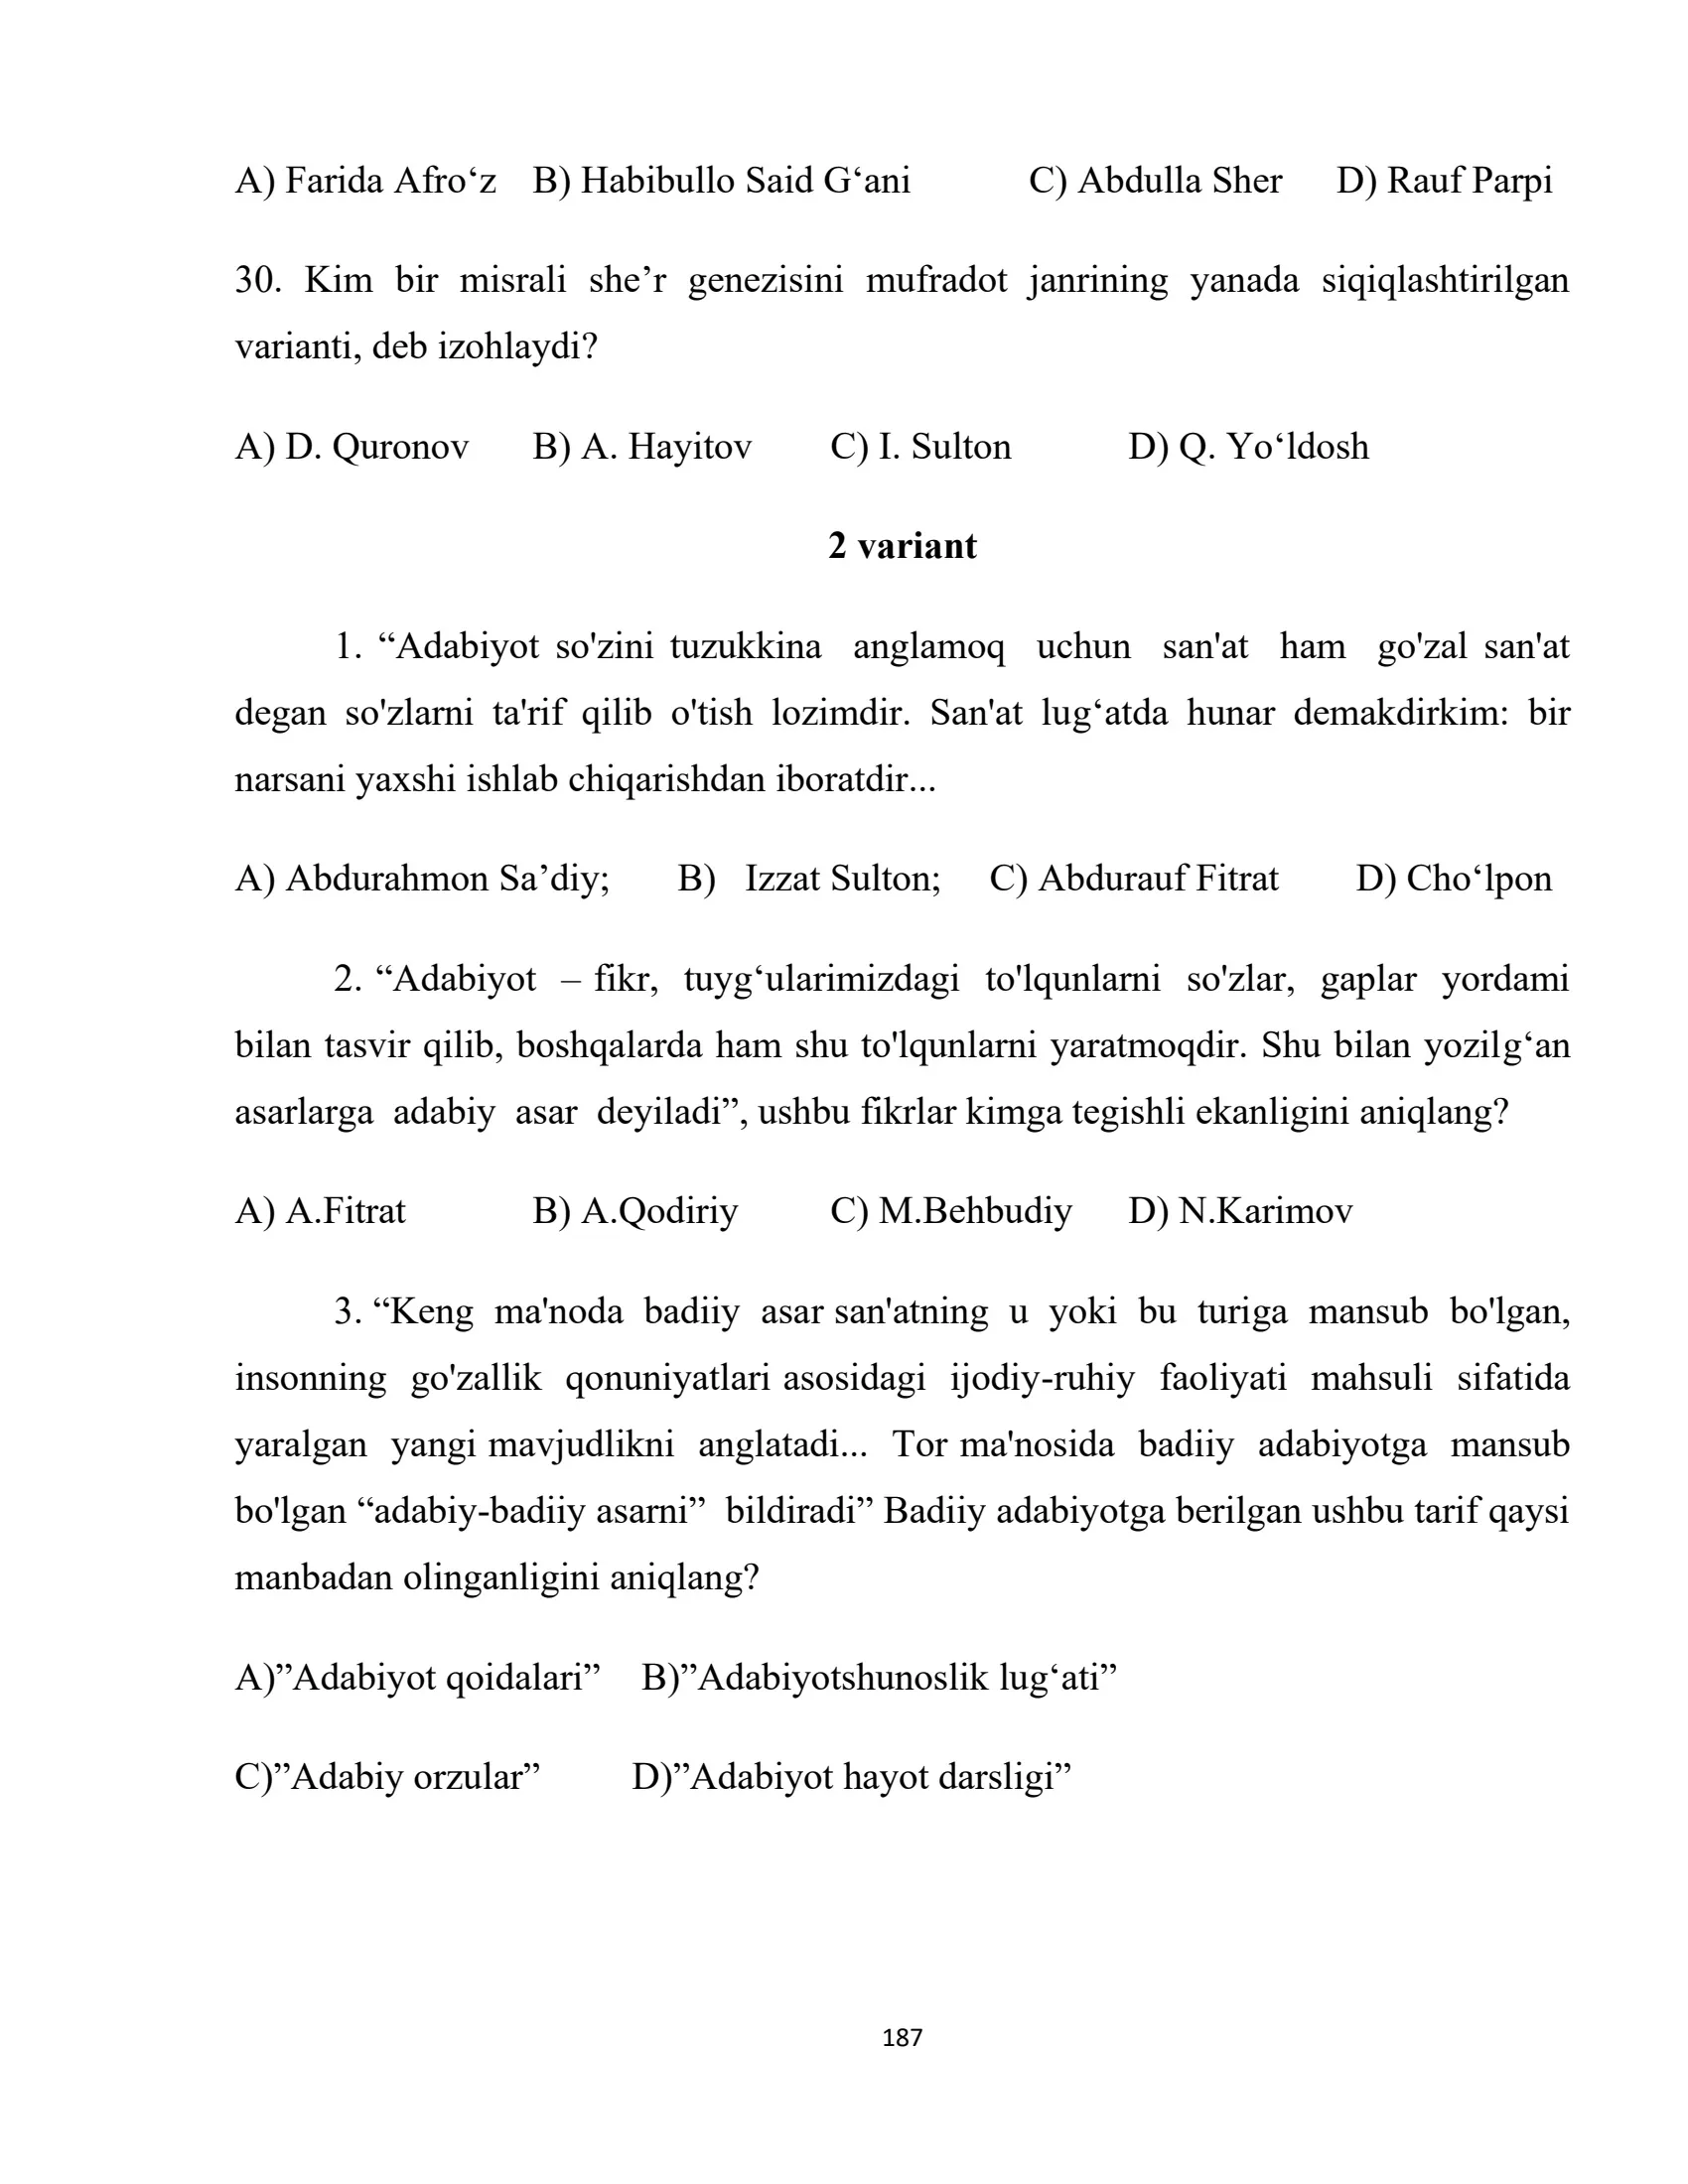 A) Farida Afro‘z B) Habibullo Said G‘ani C) Abdulla Sher D) Rauf Parpi
30. Kim bir misrali she’r genezisini mufradot janrining yanada siqiqlashtirilgan
varianti, deb izohlaydi?
A) D. Quronov B) A. Hayitov C) I. Sulton D) Q. Yo‘ldosh
2 variant
1. “Adabiyot so'zini tuzukkina anglamoq uchun san'at ham go'zal san'at
degan so'zlarni ta'rif qilib o'tish lozimdir. San'at lug‘atda hunar demakdirkim: bir
narsani yaxshi ishlab chiqarishdan iboratdir...
A) Abdurahmon Sa’diy; B) Izzat Sulton; C) Abdurauf Fitrat D) Cho‘lpon
2. “Adabiyot – fikr, tuyg‘ularimizdagi to'lqunlarni so'zlar, gaplar yordami
bilan tasvir qilib, boshqalarda ham shu to'lqunlarni yaratmoqdir. Shu bilan yozilg‘an
asarlarga adabiy asar deyiladi”, ushbu fikrlar kimga tegishli ekanligini aniqlang?
A) A.Fitrat B) A.Qodiriy C) M.Behbudiy D) N.Karimov
3. “Keng ma'noda badiiy asar san'atning u yoki bu turiga mansub bo'lgan,
insonning go'zallik qonuniyatlari asosidagi ijodiy-ruhiy faoliyati mahsuli sifatida
yaralgan yangi mavjudlikni anglatadi... Tor ma'nosida badiiy adabiyotga mansub
bo'lgan “adabiy-badiiy asarni” bildiradi” Badiiy adabiyotga berilgan ushbu tarif qaysi
manbadan olinganligini aniqlang?
A)”Adabiyot qoidalari” B)”Adabiyotshunoslik lug‘ati”
C)”Adabiy orzular” D)”Adabiyot hayot darsligi”
187